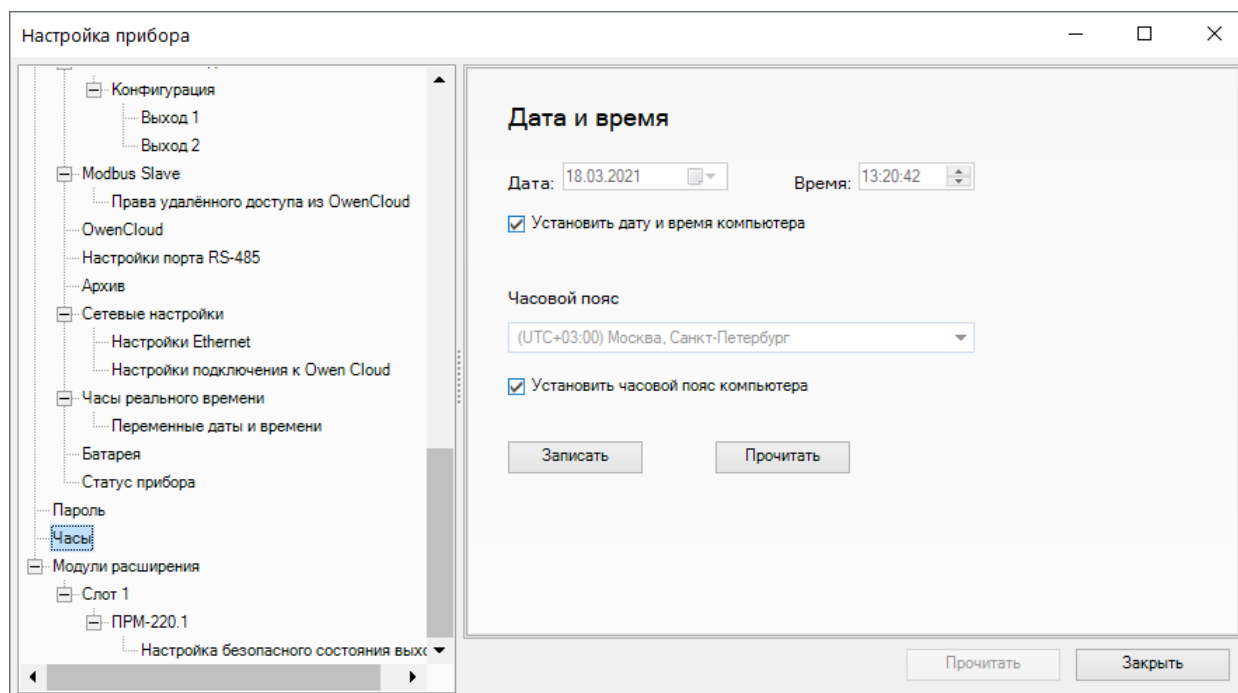 Настройка прибора
Конфигурация
Выход 1
Выход 2
Modbus Slave
Права удалённого доступа из OwenCloud
OwenCloud
Настройки порта RS-485
Архив
Сетевые настройки
Настройки Ethernet
Настройки подключения к Owen Cloud
Часы реального времени
Переменные даты и времени
Батарея
Статус прибора
Пароль
Часы
Модули расширения
Слот 1
ПРМ-220.1
Настройка безопасного состояния
Дата и время
Дата: 18.03.2021 Время: 13:20:42
Установить дату и время компьютера
Часовой пояс
(UTC+03:00) Москва, Санкт-Петербург
Установить часовой пояс компьютера
Записать Прочитать
Прочитать Закрыть